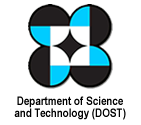 Department of Science
and Technology (DOST)